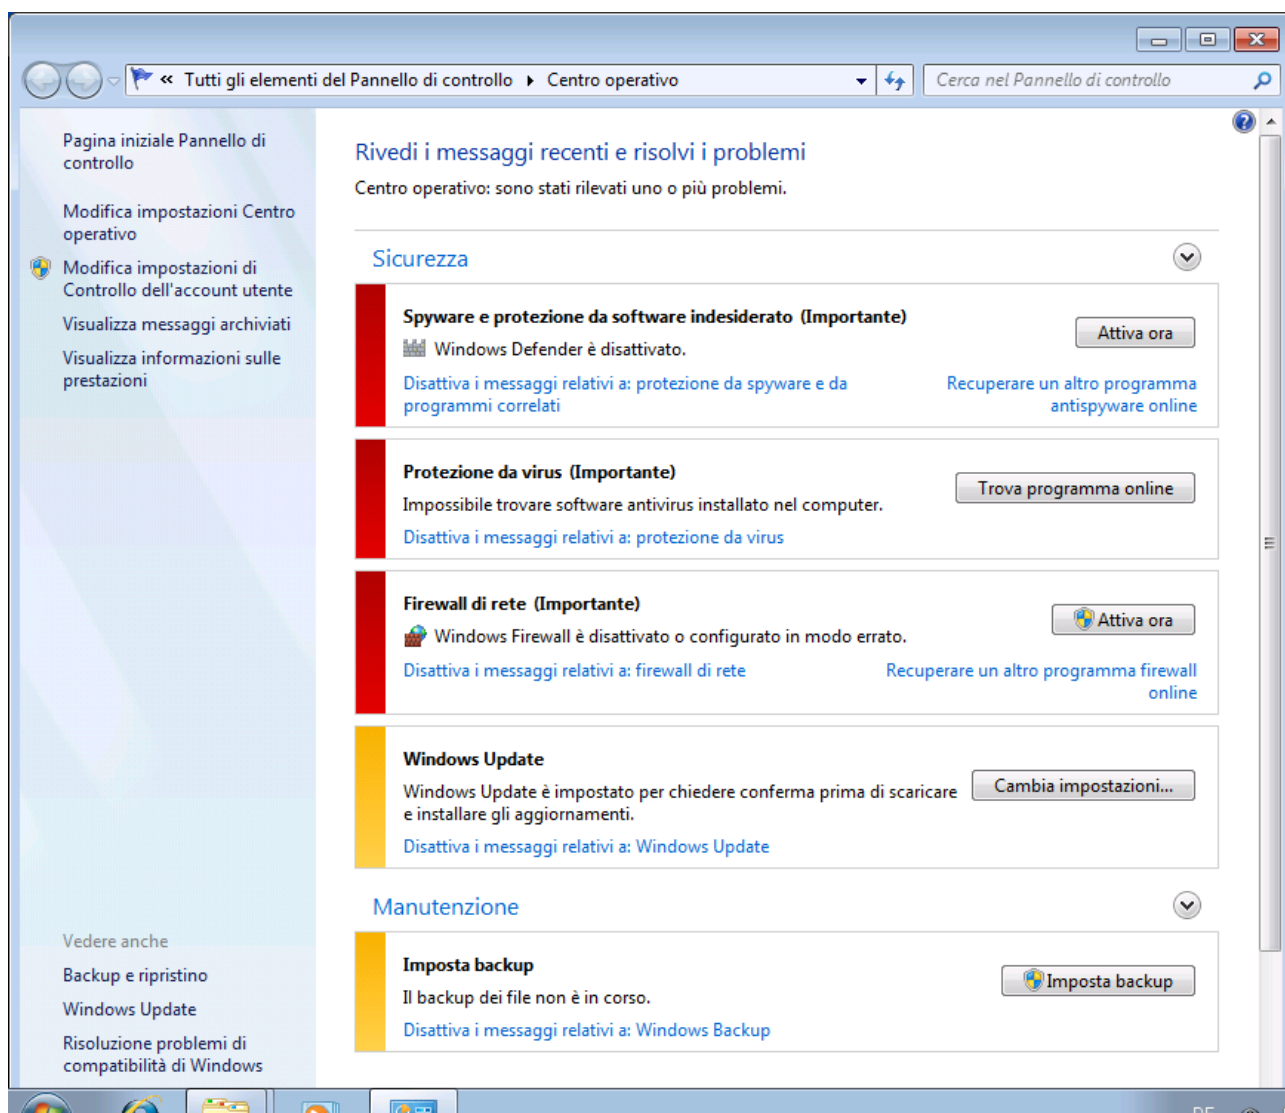 « Tutti gli elementi del Pannello di controllo ▸ Centro operativo
Cerca nel Pannello di controllo
Pagina iniziale Pannello di
controllo
Modifica impostazioni Centro
operativo
Modifica impostazioni di
Controllo dell'account utente
Visualizza messaggi archiviati
Visualizza informazioni sulle
prestazioni
Vedere anche
Backup e ripristino
Windows Update
Risoluzione problemi di
compatibilità di Windows
Rivedi i messaggi recenti e risolvi i problemi
Centro operativo: sono stati rilevati uno o più problemi.
Sicurezza
Spyware e protezione da software indesiderato (Importante)
Windows Defender è disattivato.
Attiva ora
Disattiva i messaggi relativi a: protezione da spyware e da
programmi correlati
Recuperare un altro programma
antispyware online
Protezione da virus (Importante)
Impossibile trovare software antivirus installato nel computer.
Trova programma online
Disattiva i messaggi relativi a: protezione da virus
Firewall di rete (Importante)
Windows Firewall è disattivato o configurato in modo errato.
Attiva ora
Disattiva i messaggi relativi a: firewall di rete
Recuperare un altro programma firewall
online
Windows Update
Windows Update è impostato per chiedere conferma prima di scaricare
e installare gli aggiornamenti.
Cambia impostazioni...
Disattiva i messaggi relativi a: Windows Update
Manutenzione
Imposta backup
Il backup dei file non è in corso.
Imposta backup
Disattiva i messaggi relativi a: Windows Backup